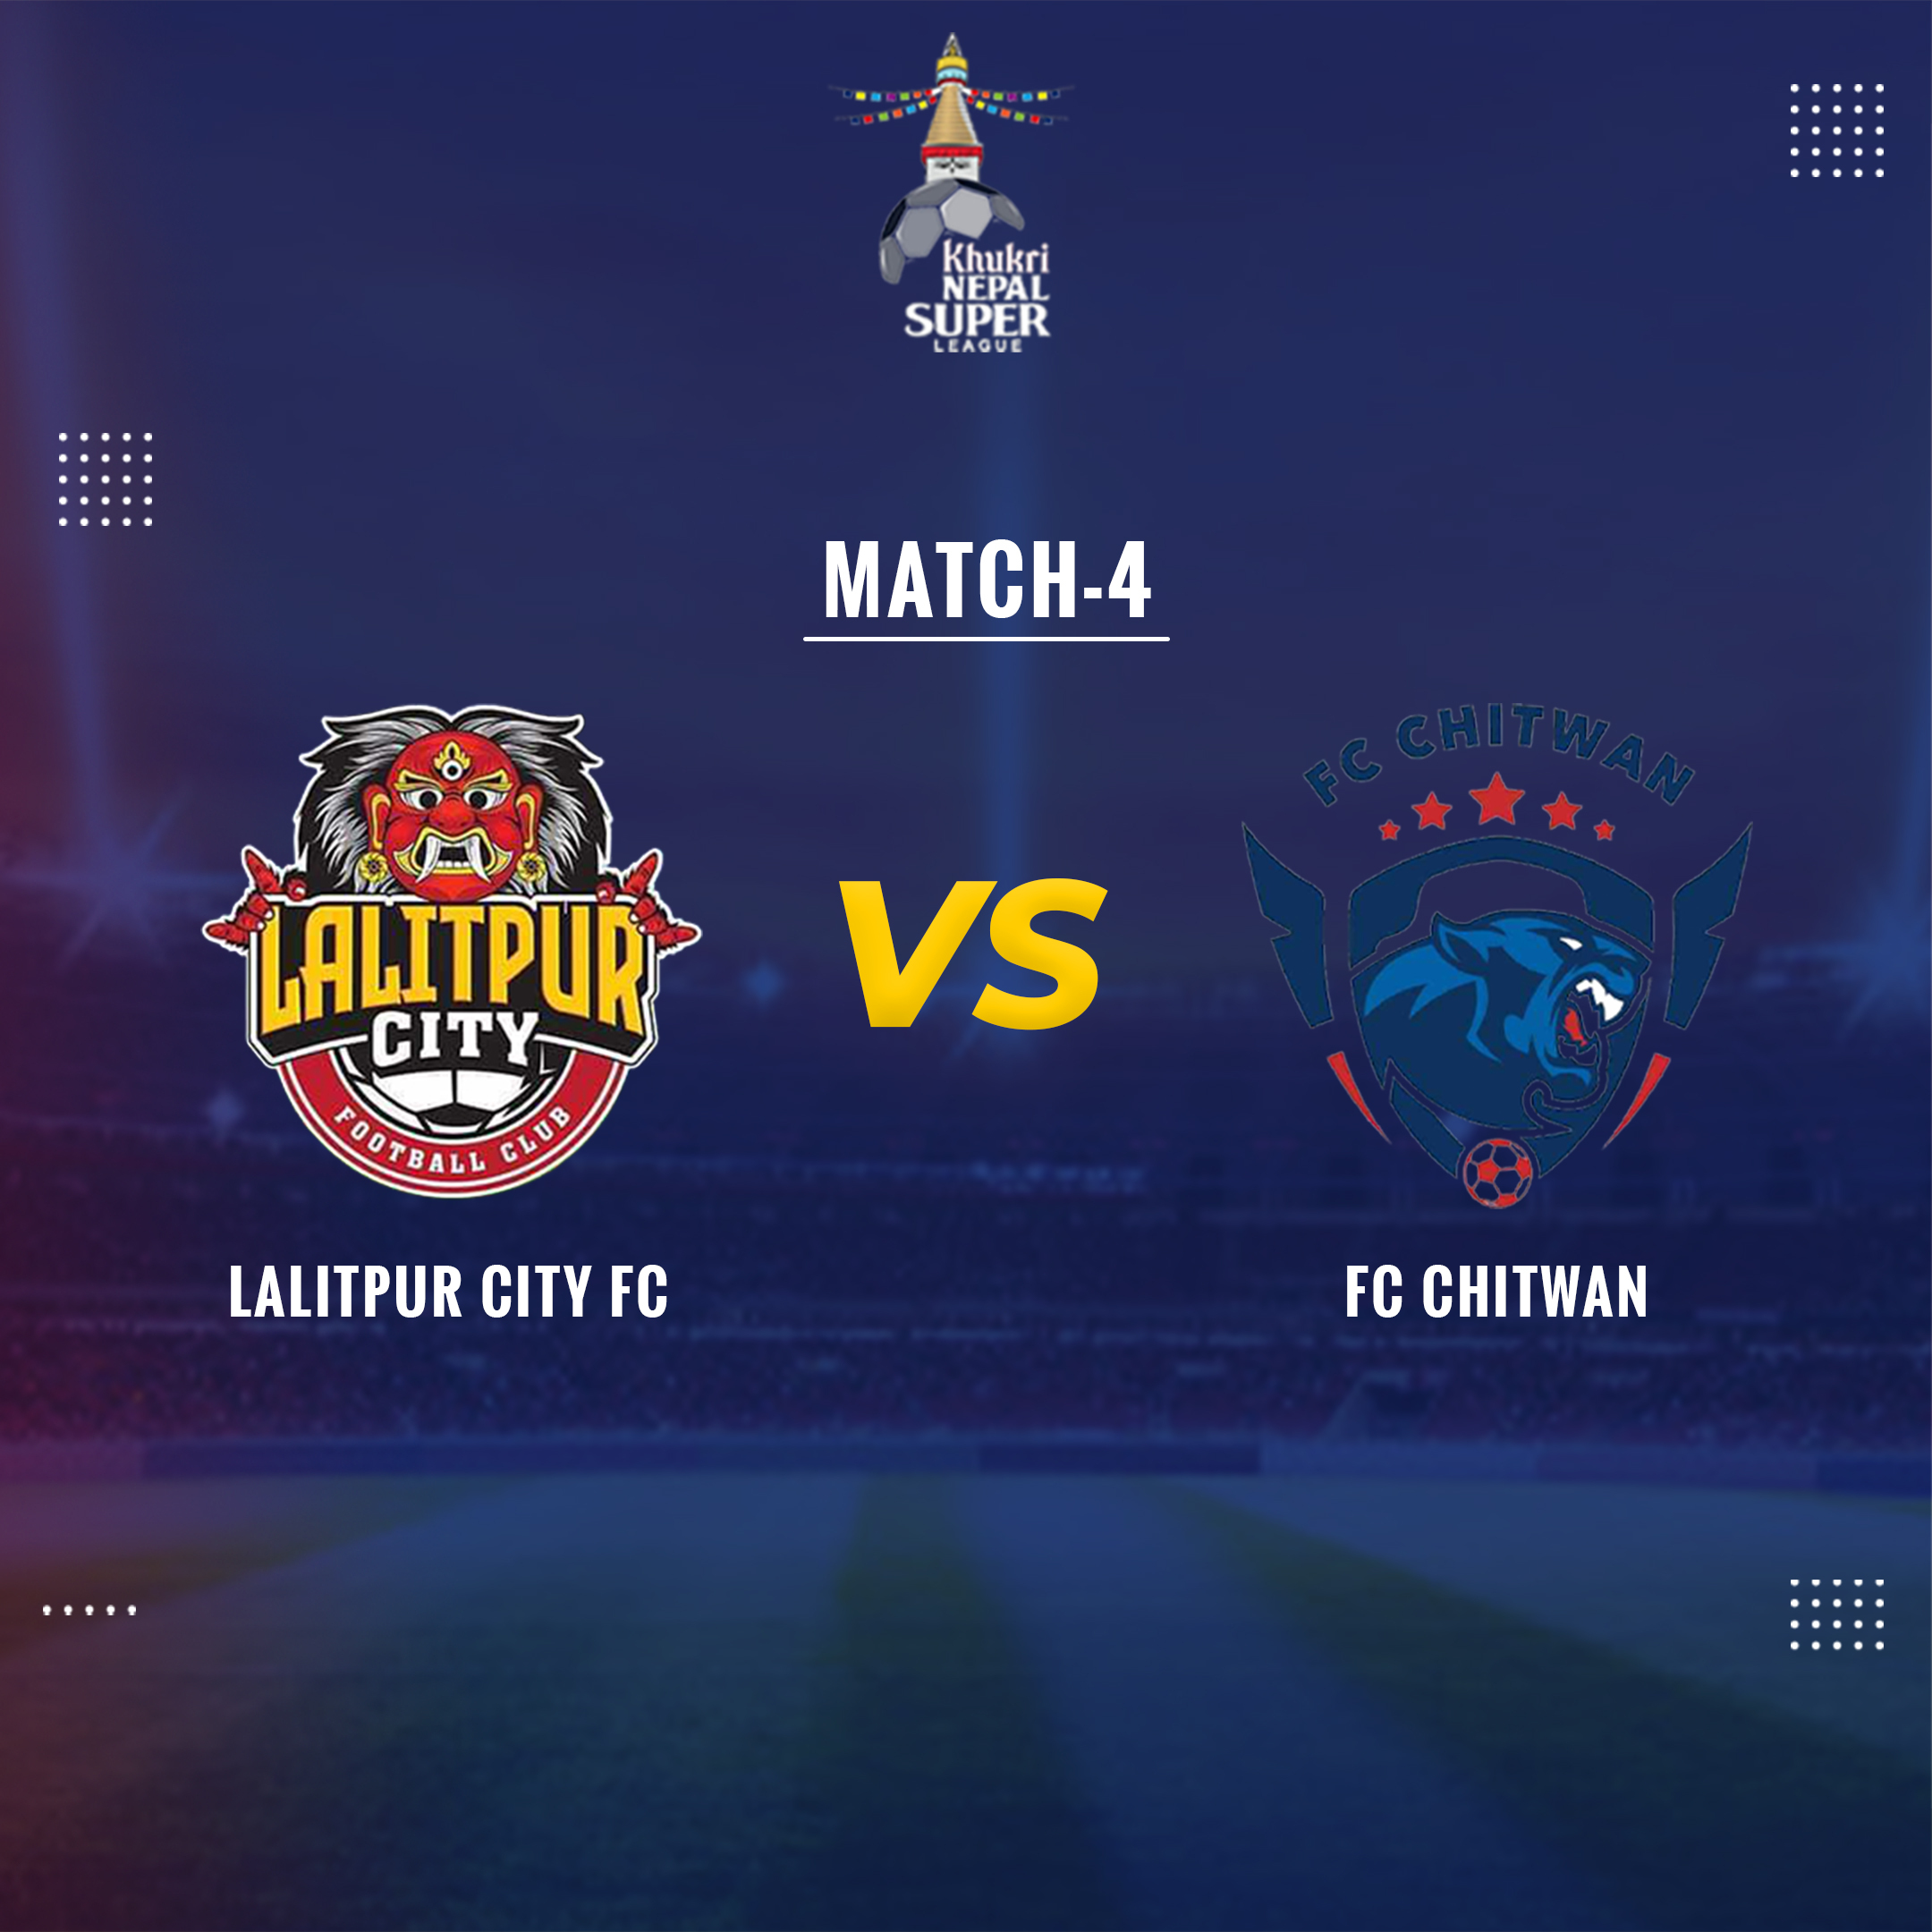 Khukri
NEPAL
SUPER
LEAGUE
MATCH-4
LALITPUR
CITY
FOOTBALL CLUB
VS
FC CHITWAN
LALITPUR CITY FC
FC CHITWAN